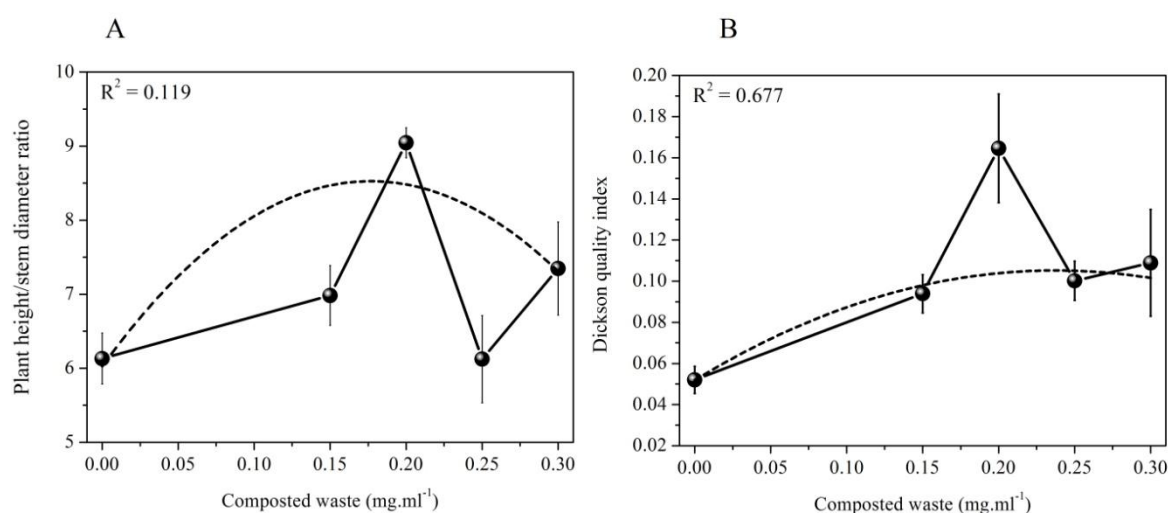 A
R² = 0.119
Plant height/stem diameter ratio
10
9
8
7
6
5
0.00 0.05 0.10 0.15 0.20 0.25 0.30
Composted waste (mg.ml⁻¹)
B
R² = 0.677
Dickson quality index
0.20
0.18
0.16
0.14
0.12
0.10
0.08
0.06
0.04
0.02
0.00 0.05 0.10 0.15 0.20 0.25 0.30
Composted waste (mg.ml⁻¹)